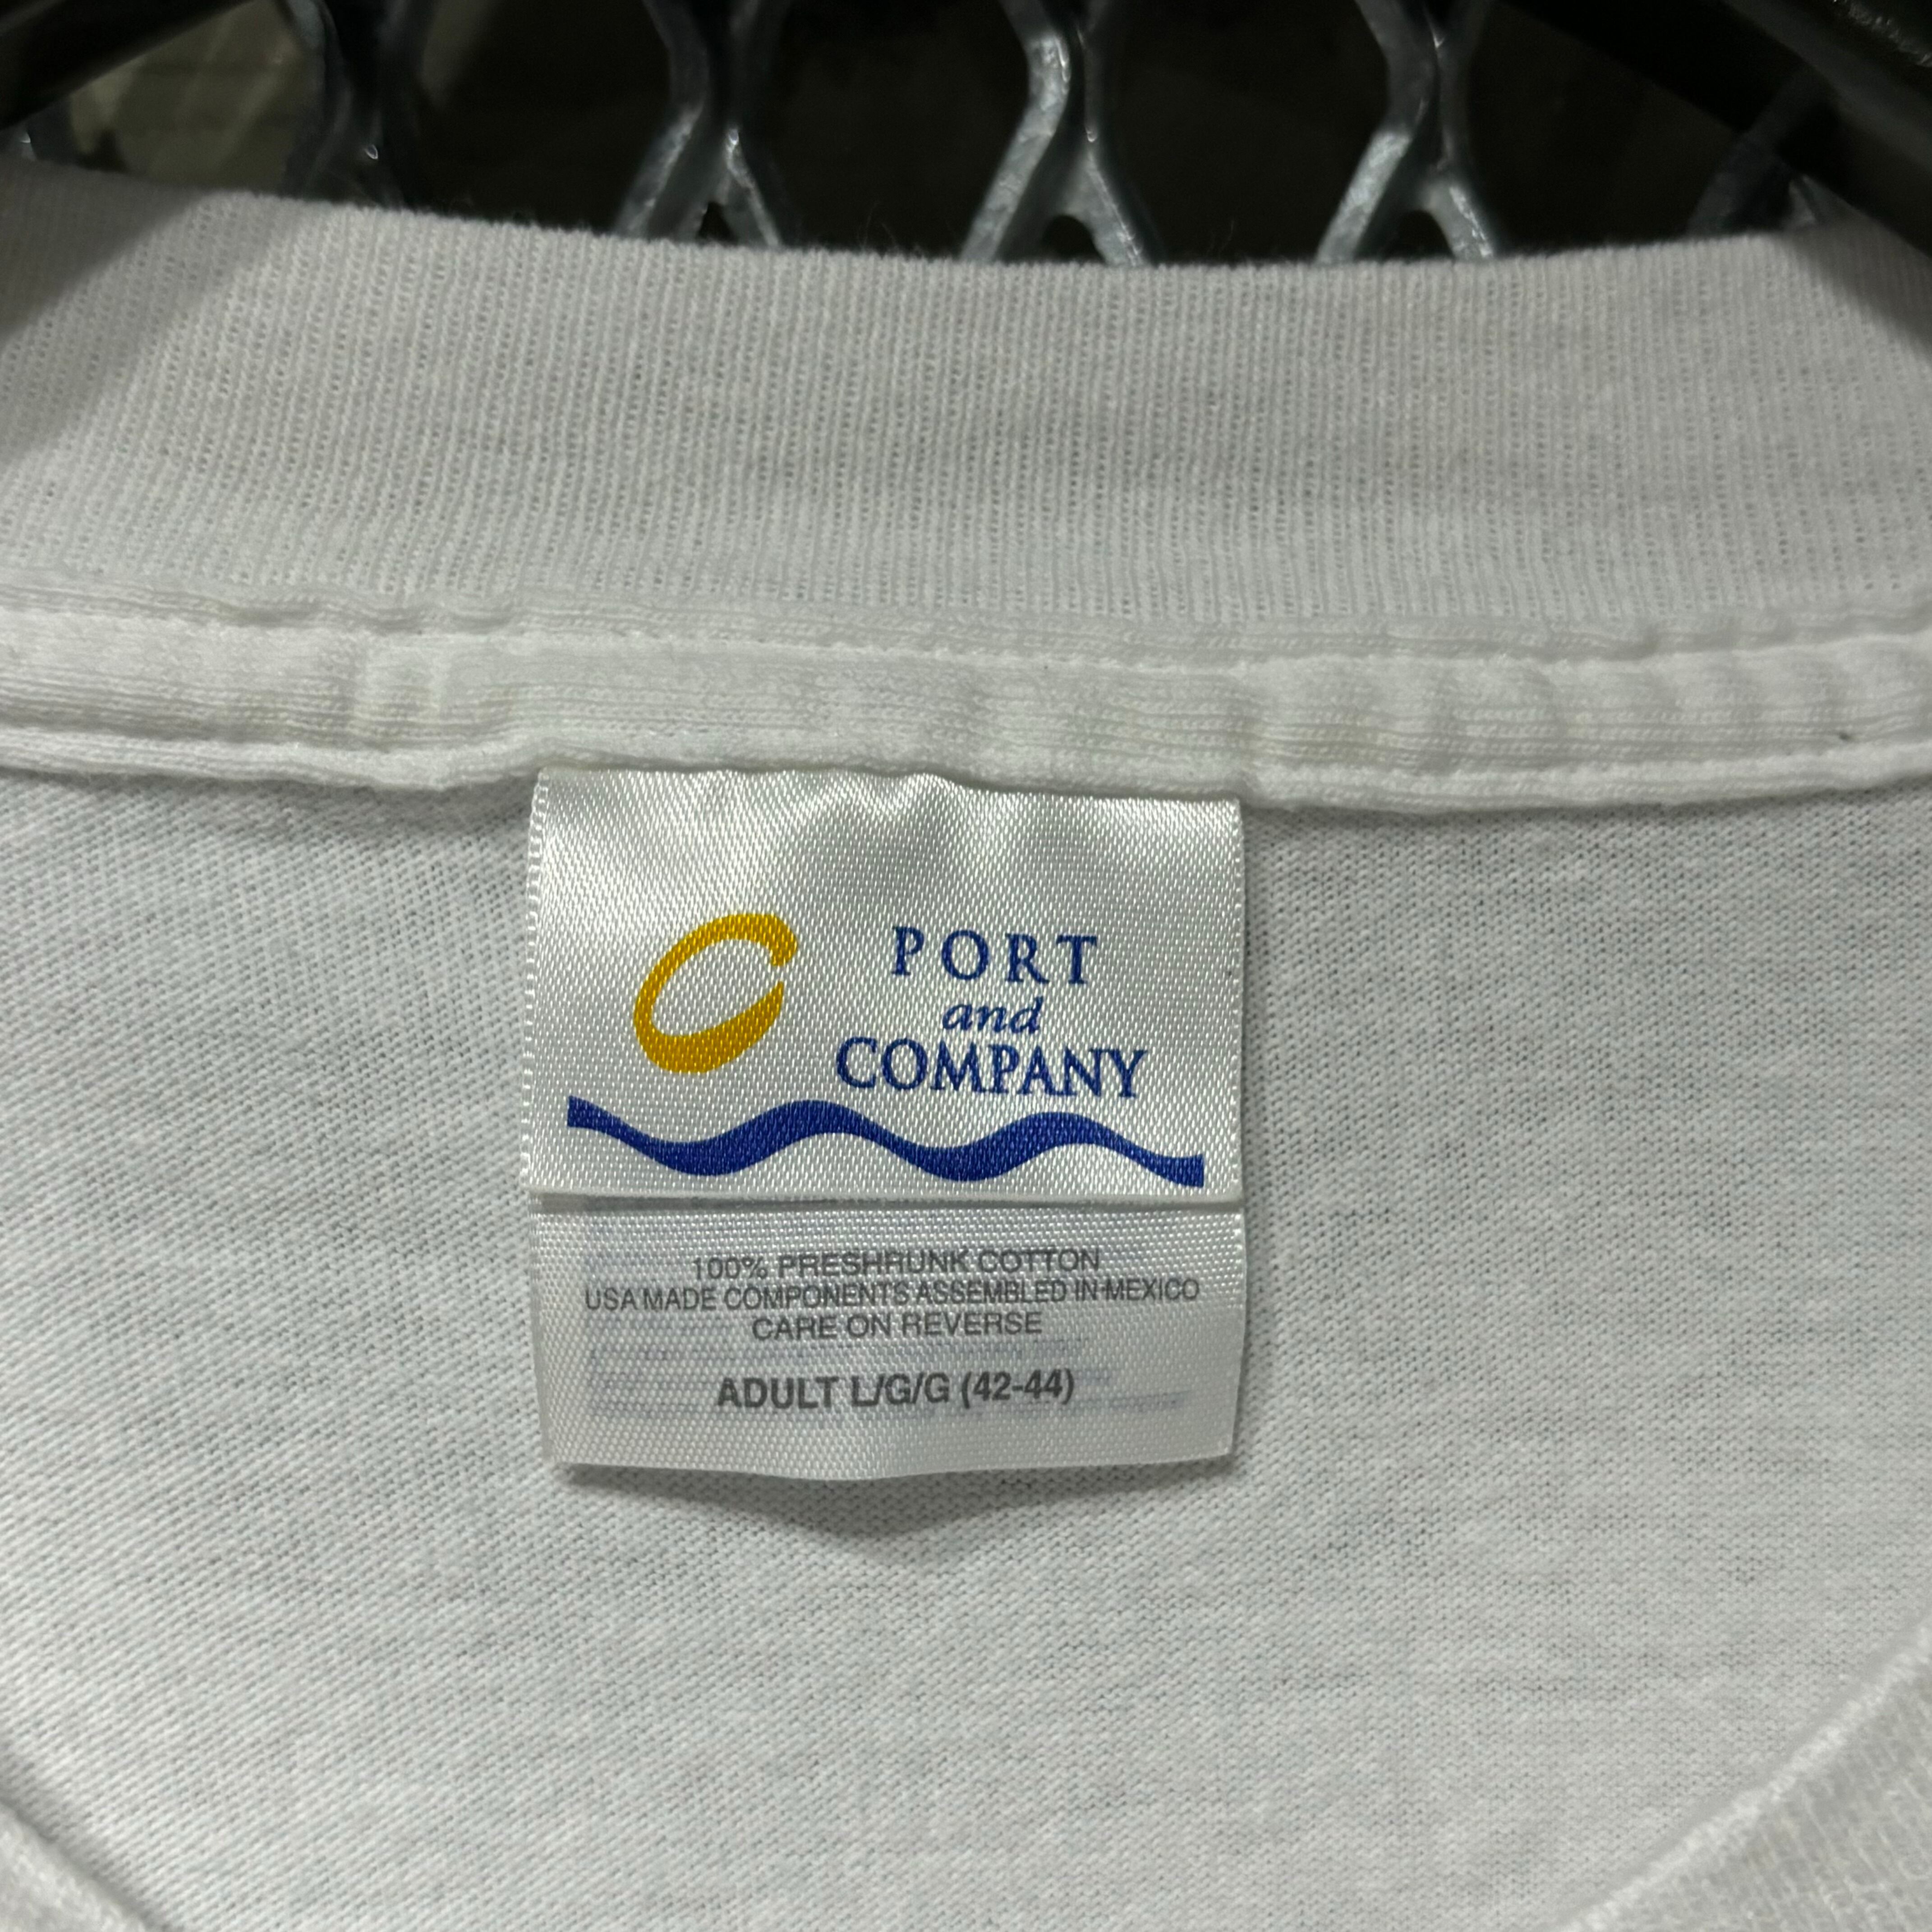 PORT
and
COMPANY
100% PRESHRUNK COTTON
USA MADE COMPONENTS ASSEMBLED IN MEXICO
CARE ON REVERSE
ADULT L/G/G (42-44)